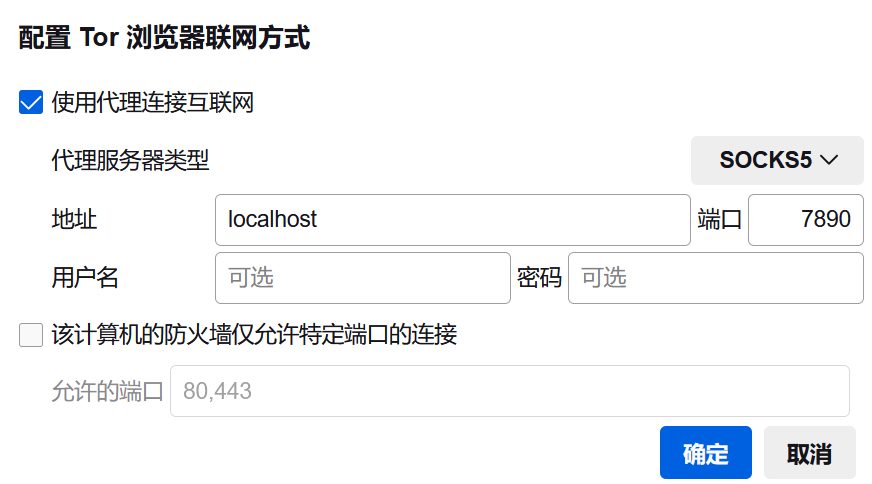 配置 Tor 浏览器联网方式
使用代理连接互联网
代理服务器类型 SOCKS5
地址 localhost 端口 7890
用户名 可选 密码 可选
该计算机的防火墙仅允许特定端口的连接
允许的端口 80,443
确定 取消